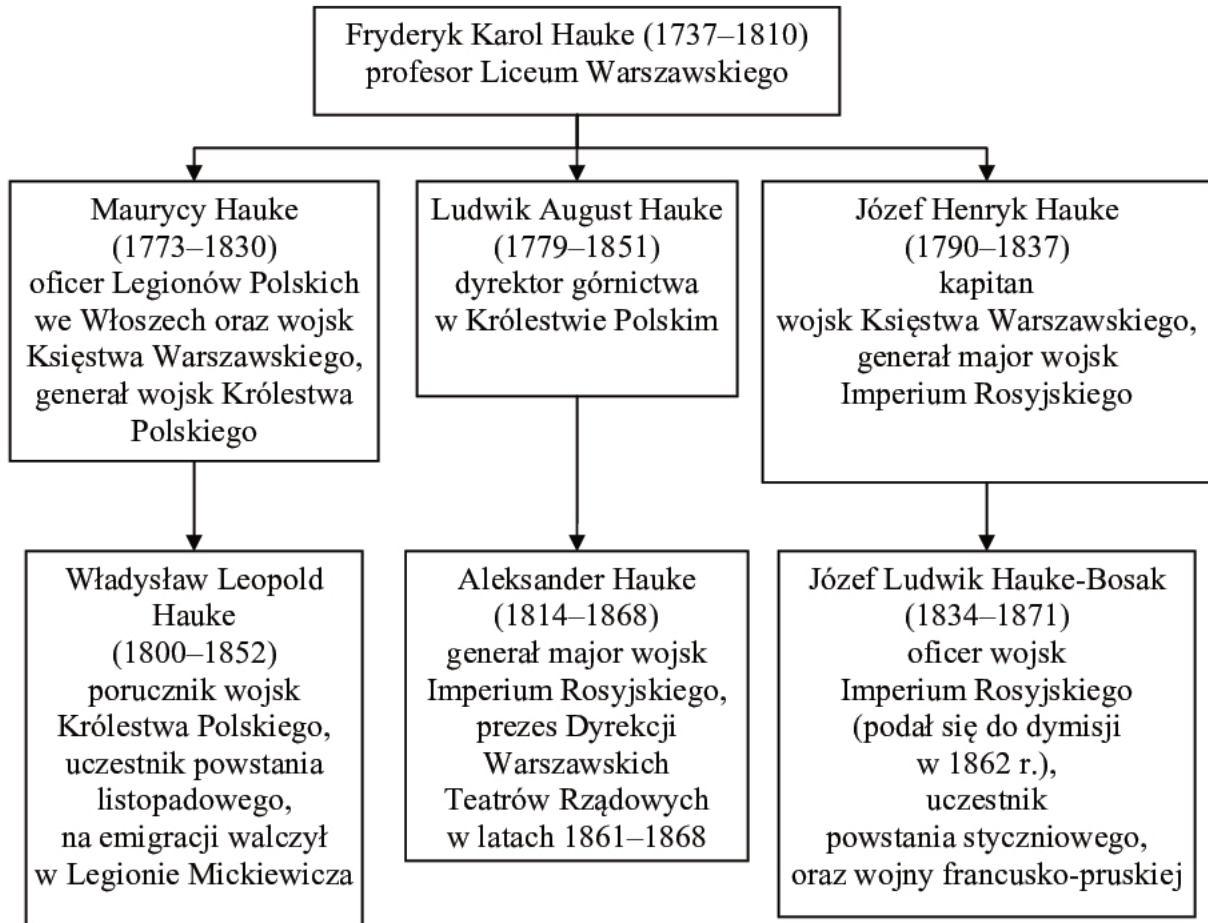 Fryderyk Karol Hauke (1737–1810)
profesor Liceum Warszawskiego
Maurycy Hauke
(1773–1830)
oficer Legionów Polskich
we Włoszech oraz wojsk
Księstwa Warszawskiego,
generał wojsk Królestwa
Polskiego
Ludwik August Hauke
(1779–1851)
dyrektor górnictwa
w Królestwie Polskim
Józef Henryk Hauke
(1790–1837)
kapitan
wojsk Księstwa Warszawskiego,
generał major wojsk
Imperium Rosyjskiego
Władysław Leopold
Hauke
(1800–1852)
porucznik wojsk
Królestwa Polskiego,
uczestnik powstania
listopadowego,
na emigracji walczył
w Legionie Mickiewicza
Aleksander Hauke
(1814–1868)
generał major wojsk
Imperium Rosyjskiego,
prezes Dyrekcji
Warszawskich
Teatrów Rządowych
w latach 1861–1868
Józef Ludwik Hauke-Bosak
(1834–1871)
oficer wojsk
Imperium Rosyjskiego
(podał się do dymisji
w 1862 r.),
uczestnik
powstania styczniowego,
oraz wojny francusko-pruskiej